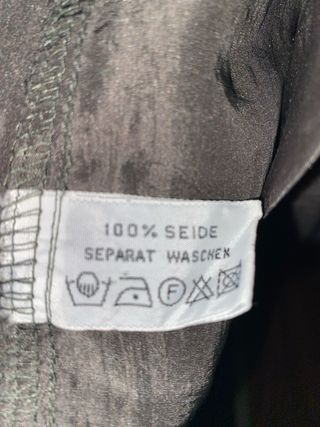 100% SEIDE
SEPARAT WASCHEN
F